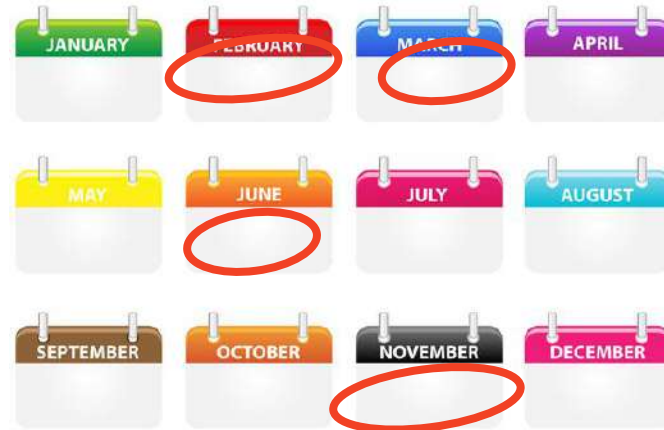 JANUARY FEBRUARY MARCH APRIL
MAY JUNE JULY AUGUST
SEPTEMBER OCTOBER NOVEMBER DECEMBER